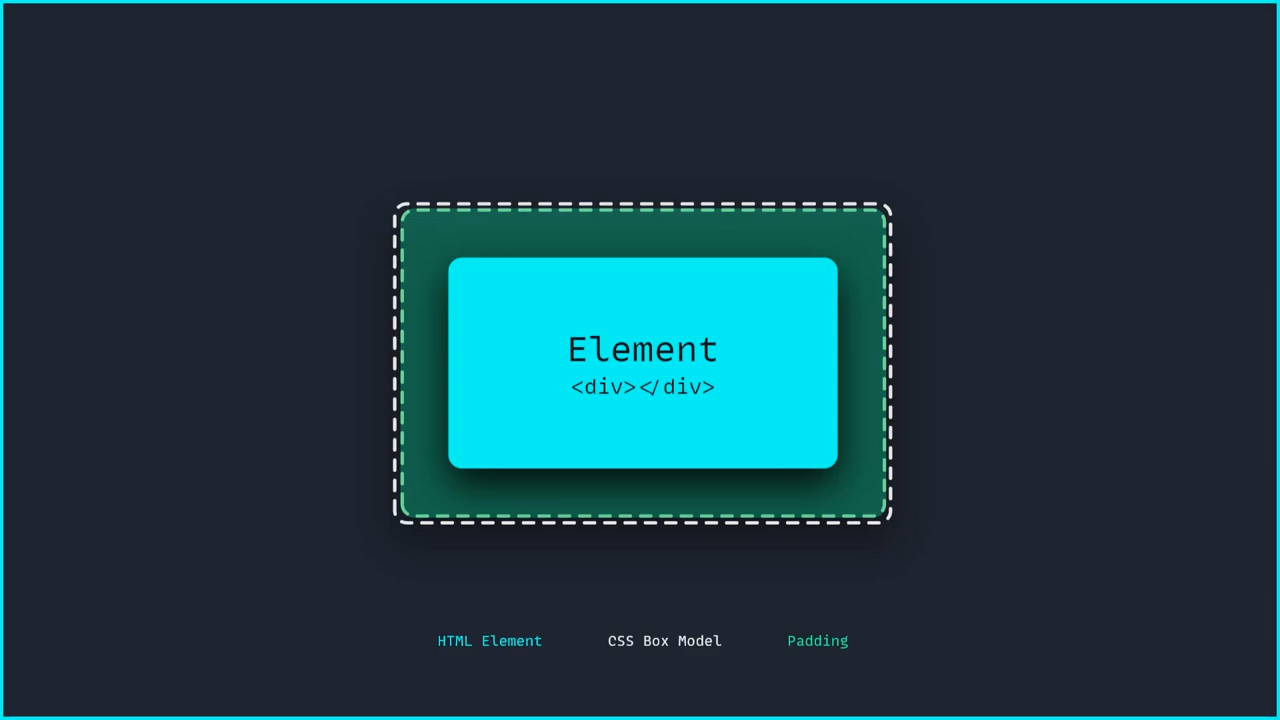 Element
<div></div>
HTML Element
CSS Box Model
Padding